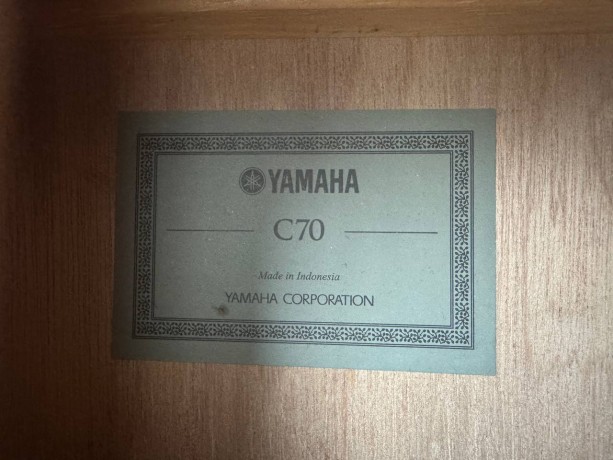 YAMAHA
C70
Made in Indonesia
YAMAHA CORPORATION